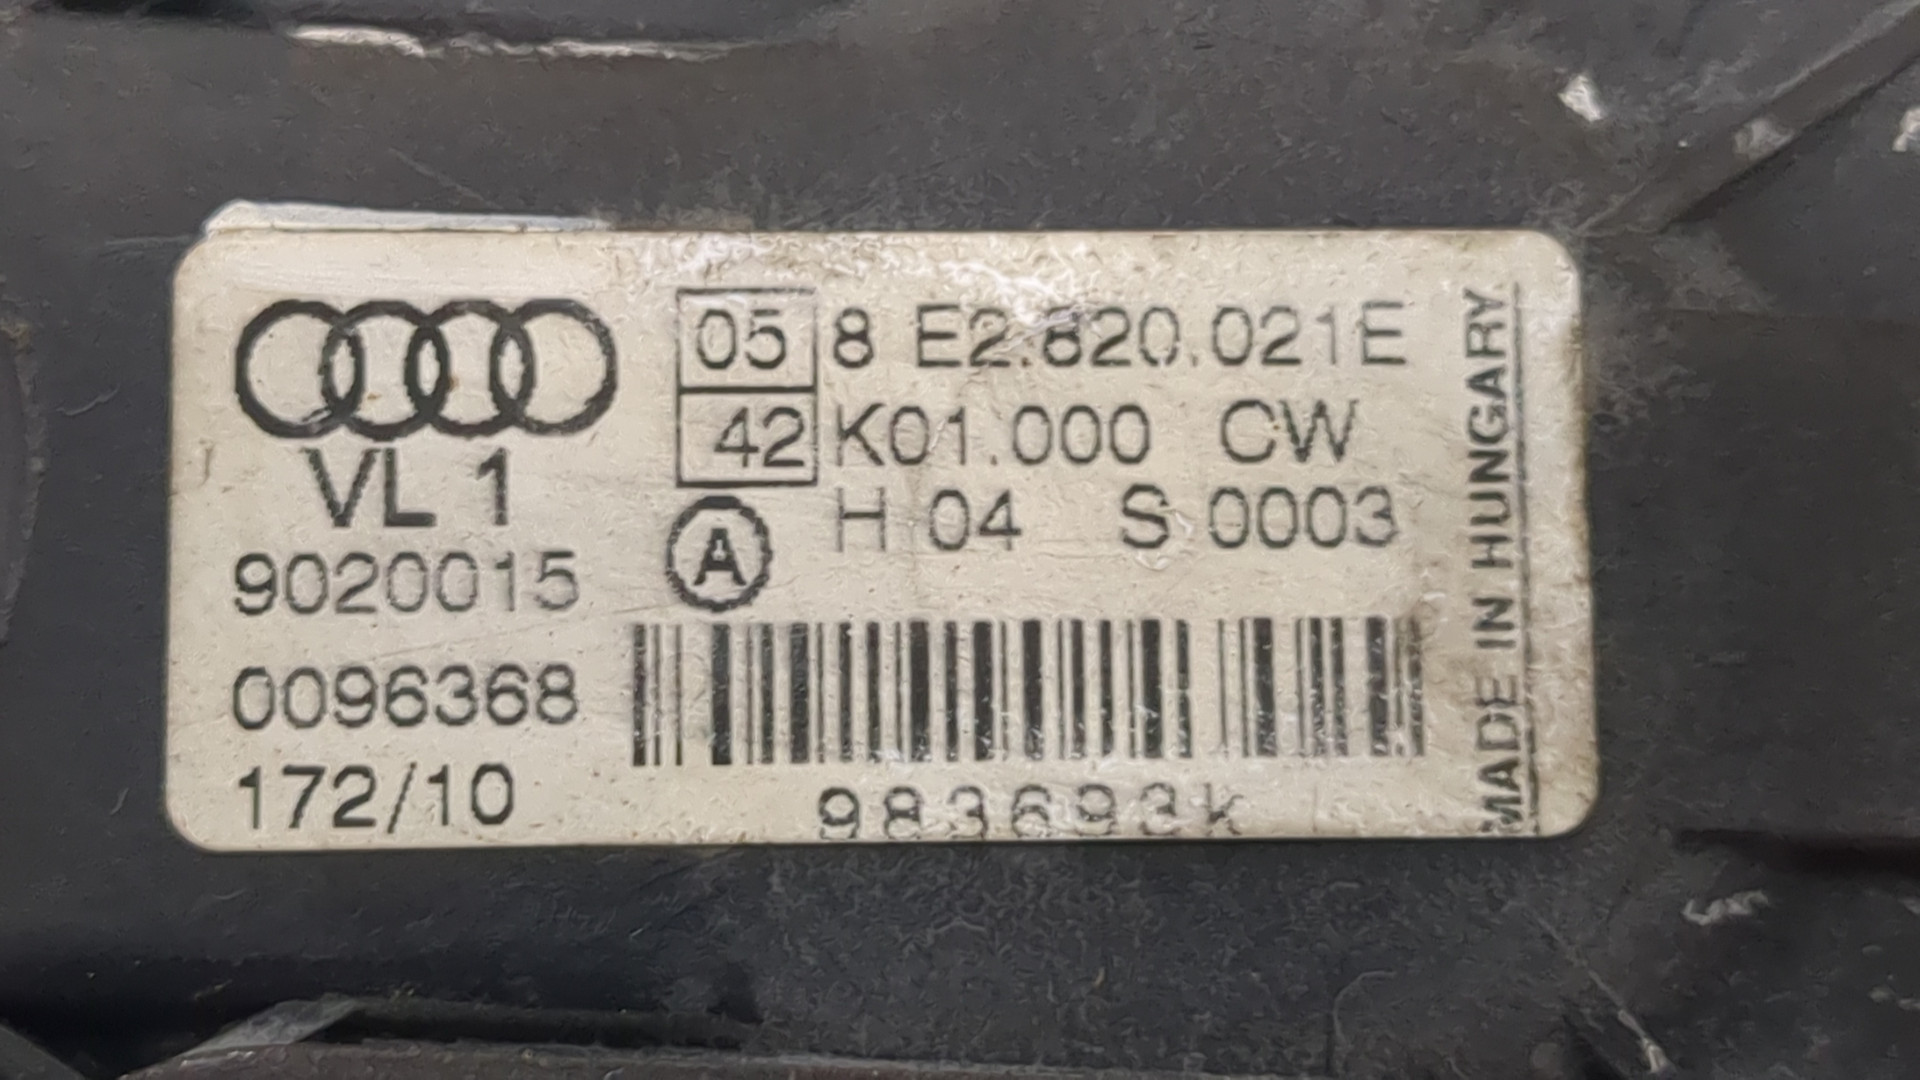 VL 1
9020015
0096368
172/10
05 8 E2.820.021E
42 K01.000 CW
A H 04 S 0003
983693k
MADE IN HUNGARY